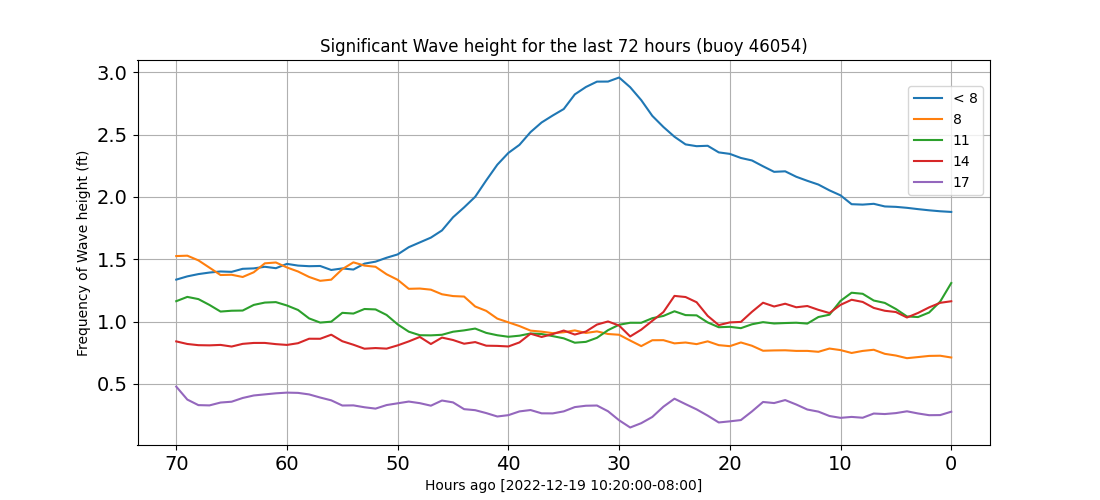 Significant Wave height for the last 72 hours (buoy 46054)
Frequency of Wave height (ft)
3.0
2.5
2.0
1.5
1.0
0.5
< 8
8
11
14
17
70 60 50 40 30 20 10 0
Hours ago [2022-12-19 10:20:00-08:00]